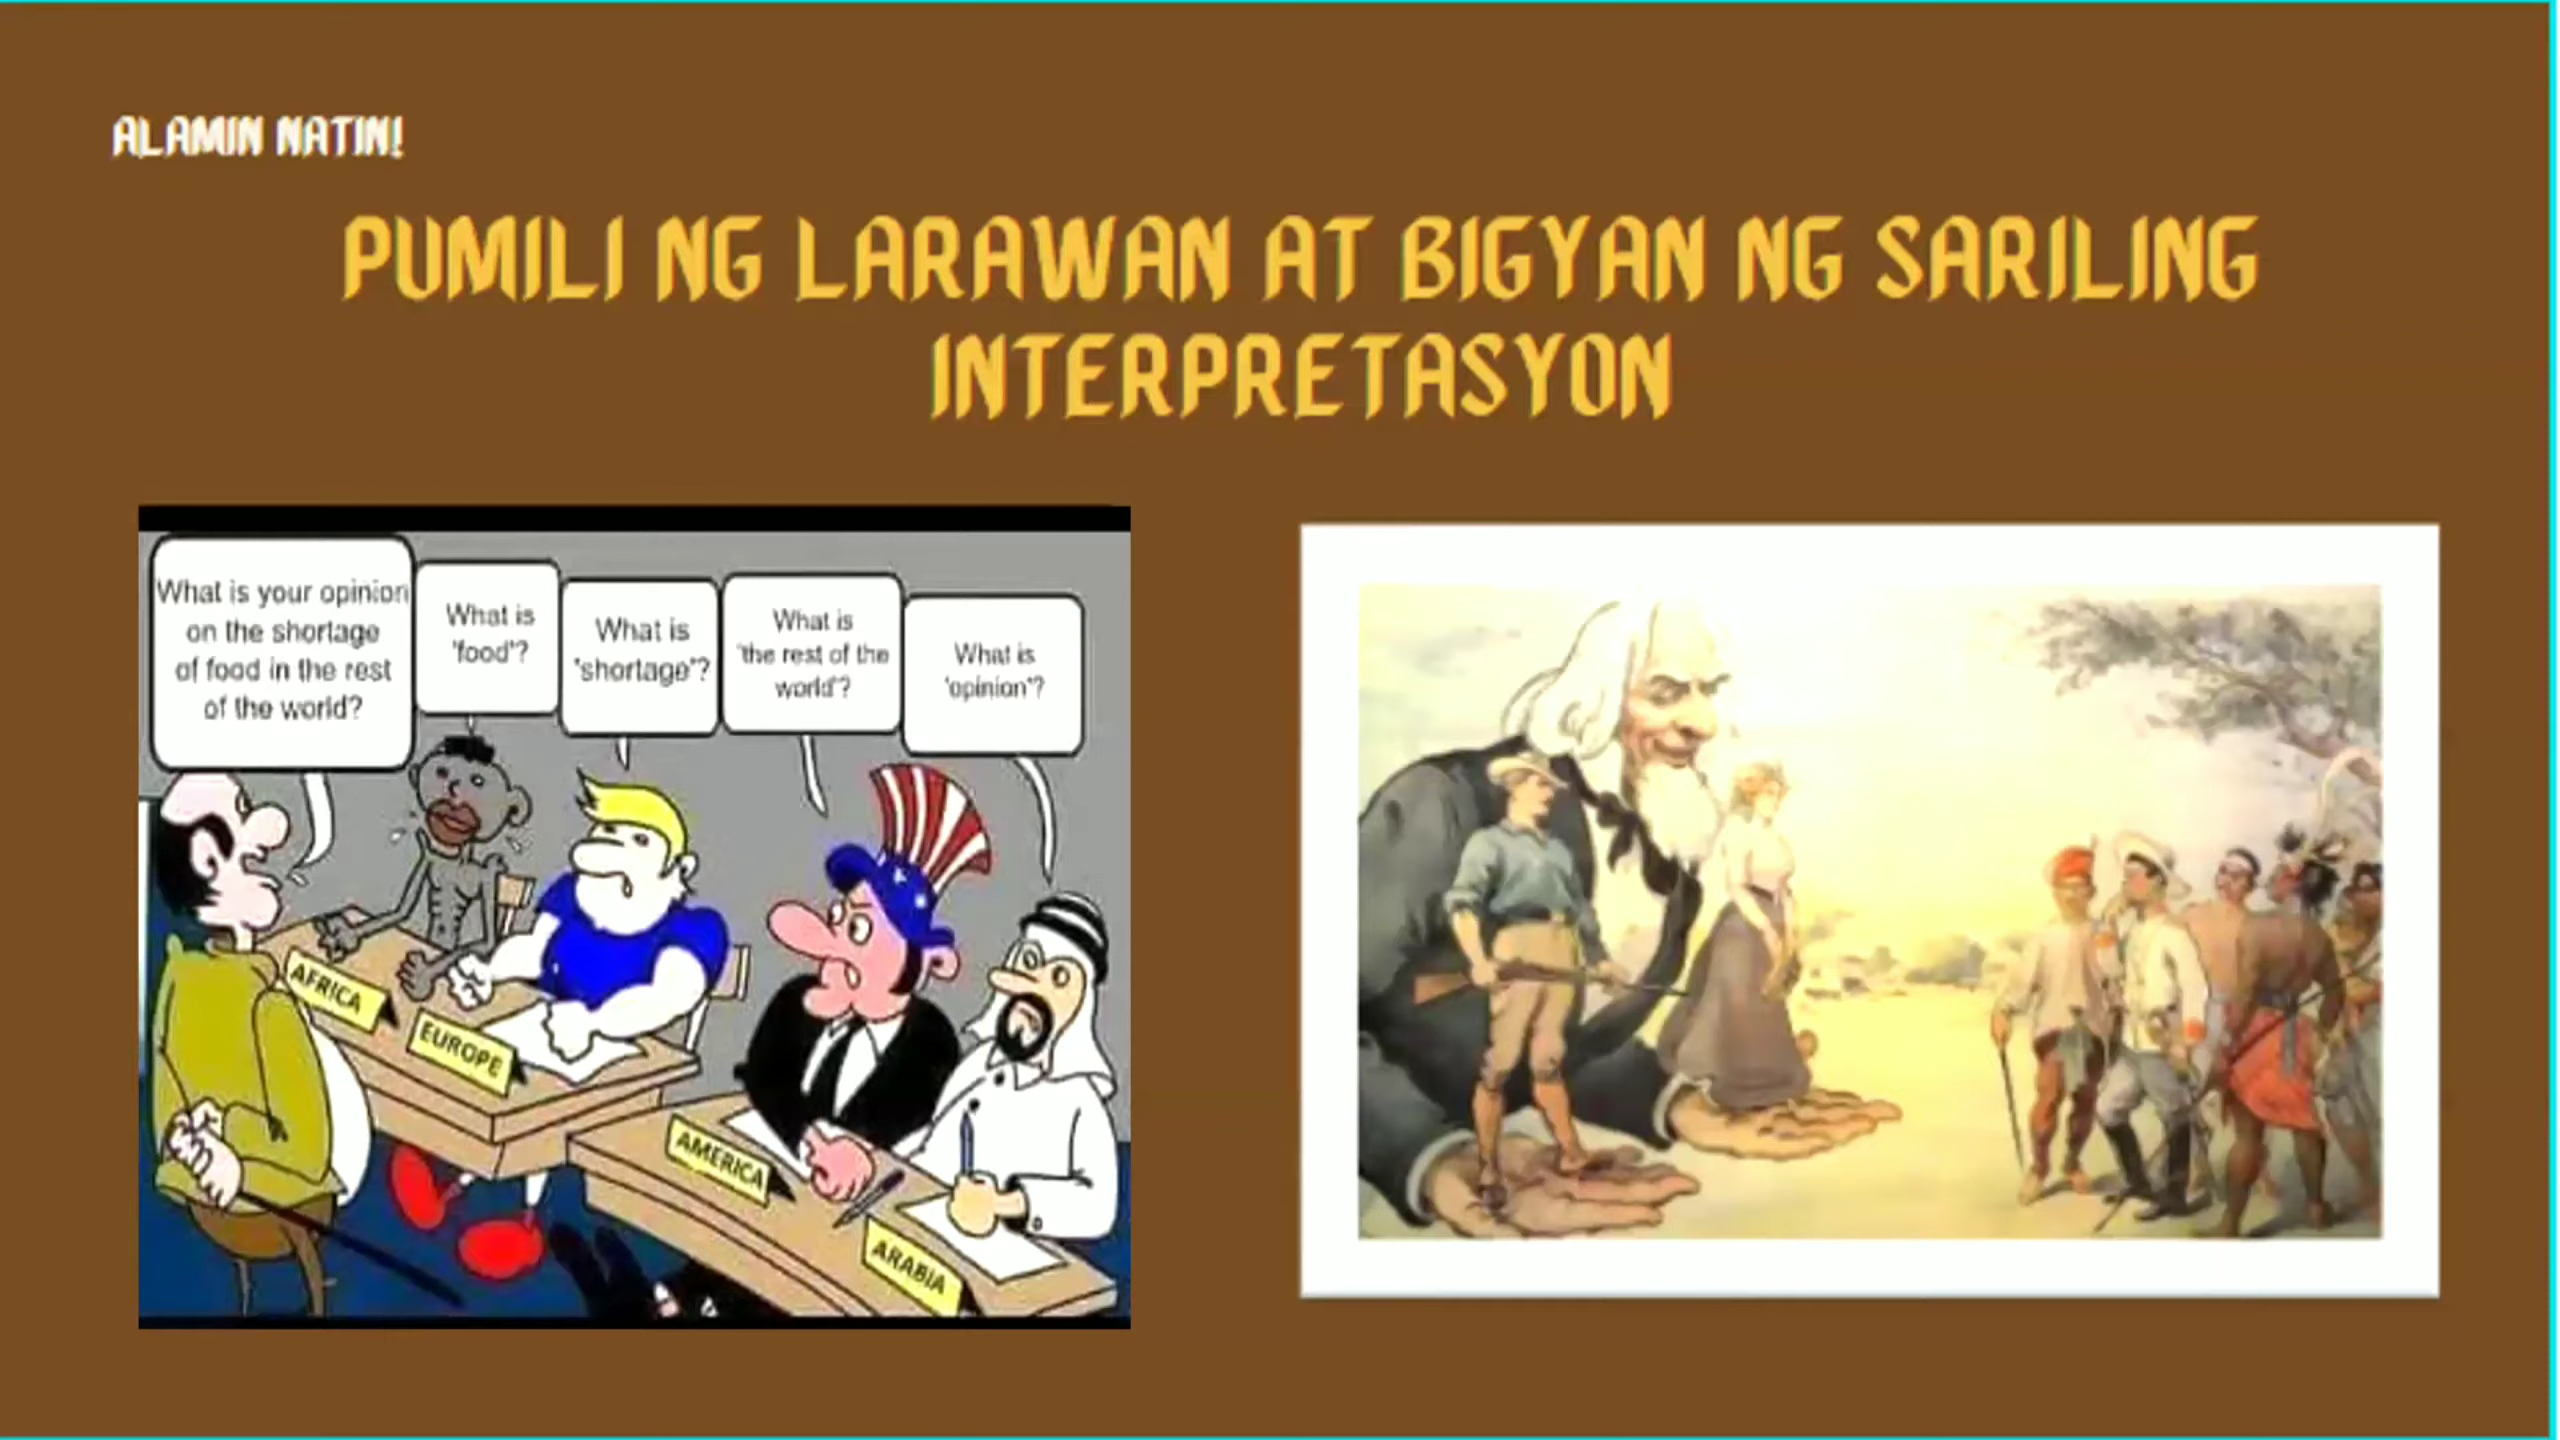 ALAMIN NATIN!
PUMILI NG LARAWAN AT BIGYAN NG SARILING
INTERPRETASYON
What is your opinion
on the shortage
of food in the rest
of the world?
What is
'food'?
What is
'shortage'?
What is
'the rest of the
world'?
What is
'opinion'?
AFRICA
EUROPE
AMERICA
ARABIA